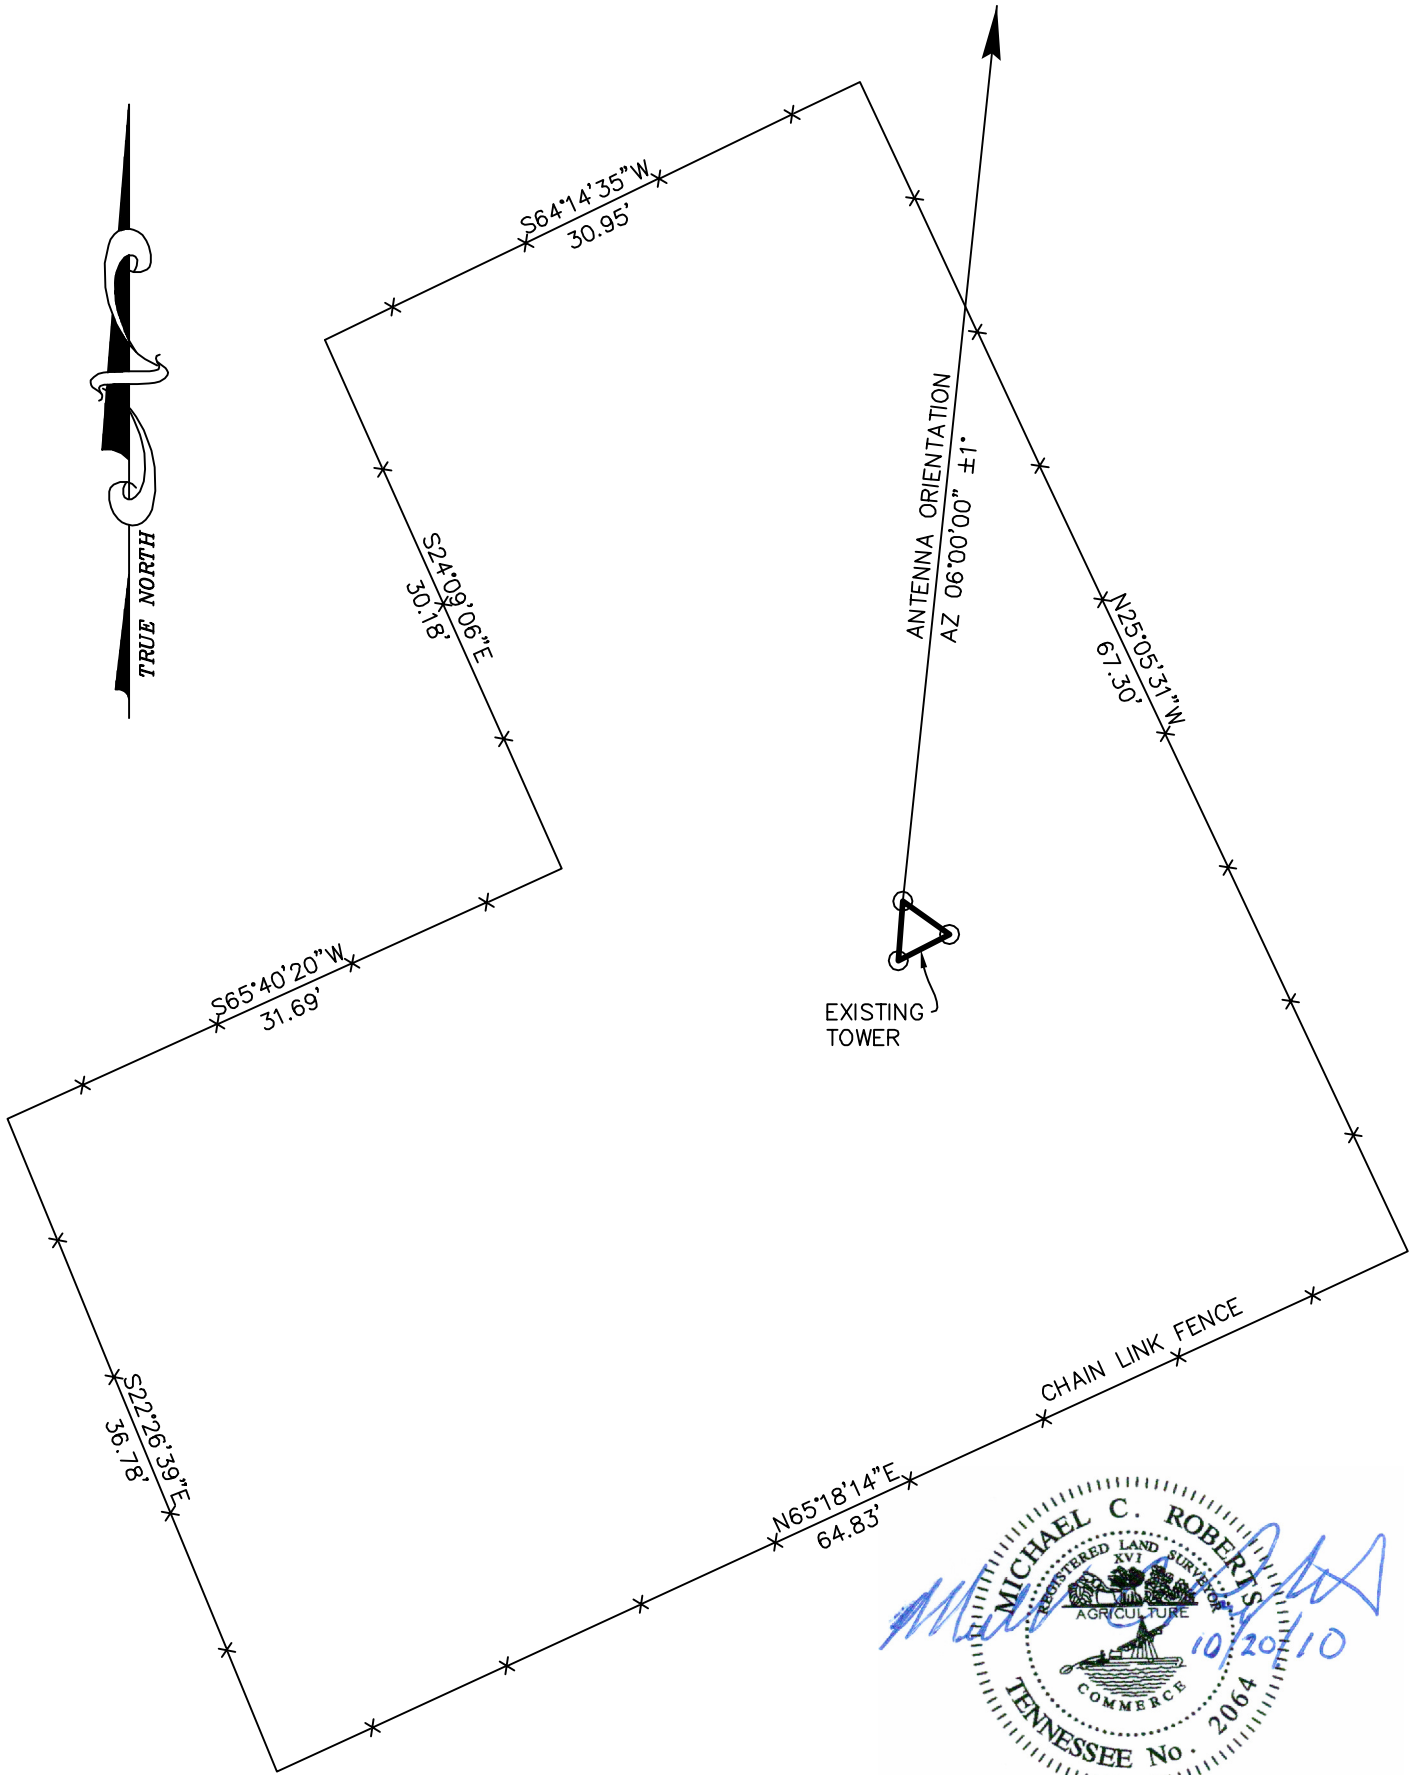 S64°14'35"W
30.95'
TRUE NORTH
ANTENNA ORIENTATION
AZ 06°00'00" ±1°
S24°09'06"E
30.18'
N25°05'31"W
67.30'
S65°40'20"W
31.69'
EXISTING
TOWER
CHAIN LINK FENCE
S22°26'39"E
36.78'
N65°18'14"E
64.83'
MICHAEL C. ROBERTS
REGISTERED LAND SURVEYOR
XVI
AGRICULTURE
10/20/10
COMMERCE
TENNESSEE No. 2064